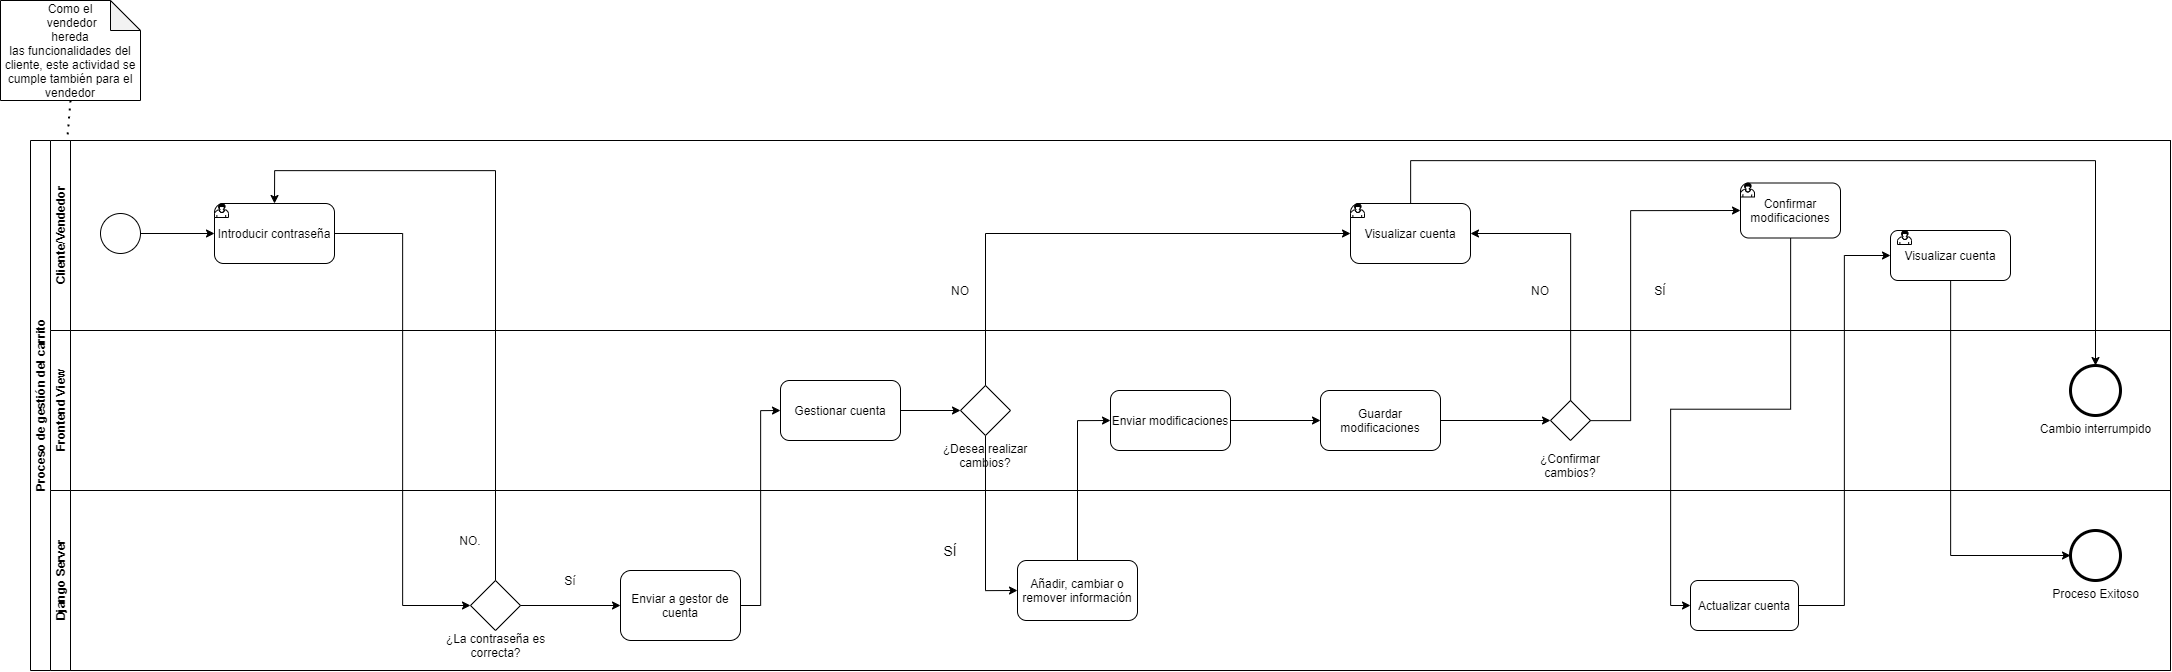 Como el
vendedor
hereda
las funcionalidades del
cliente, este actividad se
cumple también para el
vendedor
Proceso de gestión del carrito
Cliente/Vendedor
Introducir contraseña
Visualizar cuenta
Confirmar
modificaciones
Visualizar cuenta
NO
NO
SÍ
Frontend View
Gestionar cuenta
¿Desea realizar
cambios?
Enviar modificaciones
Guardar
modificaciones
¿Confirmar
cambios?
Cambio interrumpido
Django Server
NO.
¿La contraseña es
correcta?
Sí
Enviar a gestor de
cuenta
SÍ
Añadir, cambiar o
remover información
Actualizar cuenta
Proceso Exitoso